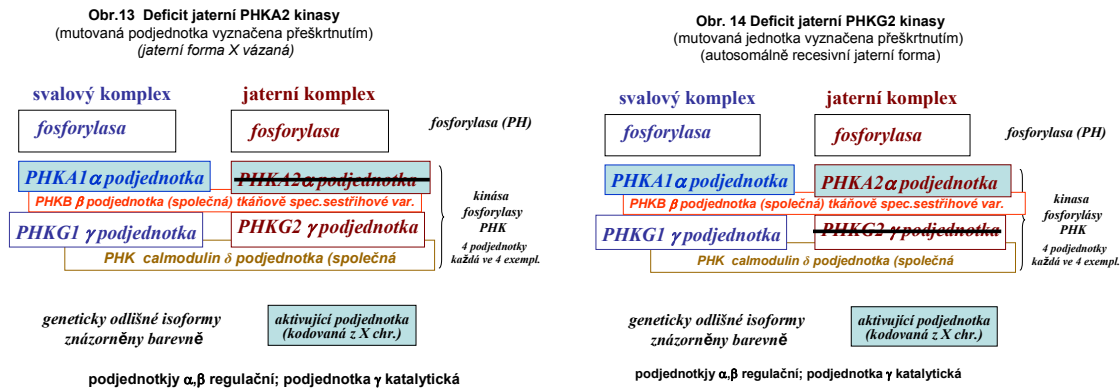 Obr.13 Deficit jaterní PHKA2 kinasy
(mutovaná podjednotka vyznačena přeškrtnutím)
(jaterní forma X vázaná)
svalový komplex
jaterní komplex
fosforylasa
fosforylasa
fosforylasa (PH)
PHKA1α podjednotka
PHKA2α podjednotka
PHKB β podjednotka (společná) tkáňově spec.sestřihové var.
PHKG1 γ podjednotka
PHKG2 γ podjednotka
PHK calmodulin δ podjednotka (společná
kinása
fosforylasy
PHK
4 podjednotky
každá ve 4 exempl.
geneticky odlišné isoformy
znázorněny barevně
aktivující podjednotka
(kodovaná z X chr.)
podjednotkjy α,β regulační; podjednotka γ katalytická
Obr. 14 Deficit jaterní PHKG2 kinasy
(mutovaná jednotka vyznačena přeškrtnutím)
(autosomálně recesivní jaterní forma)
svalový komplex
jaterní komplex
fosforylasa
fosforylasa
fosforylasa (PH)
PHKA1α podjednotka
PHKA2α podjednotka
PHKB β podjednotka (společná) tkáňově spec.sestřihové var.
PHKG1 γ podjednotka
PHKG2 γ podjednotka
PHK calmodulin δ podjednotka (společná
kinasa
fosforylásy
PHK
4 podjednotky
každá ve 4 exempl.
geneticky odlišné isoformy
znázorněny barevně
aktivující podjednotka
(kodovaná z X chr.)
podjednotkjy α,β regulační; podjednotka γ katalytická